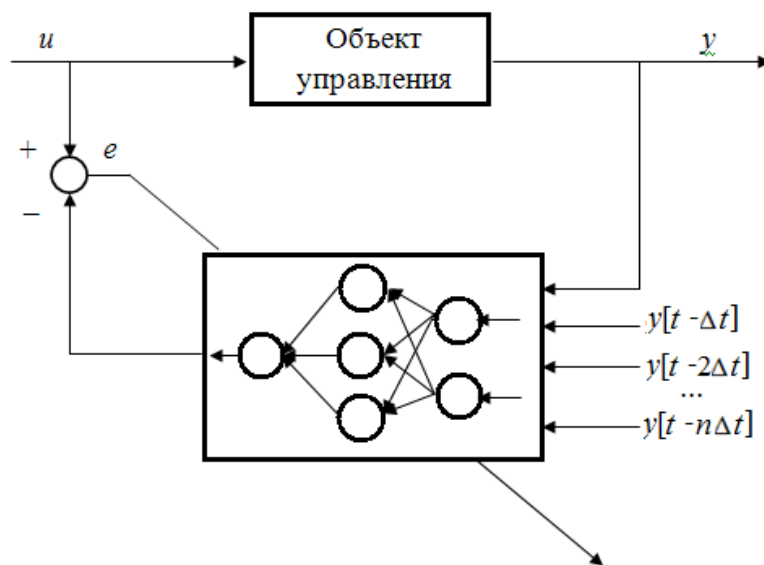 u
Объект
управления
y
+
e
−
y[t - Δt]
y[t - 2Δt]
...
y[t - nΔt]